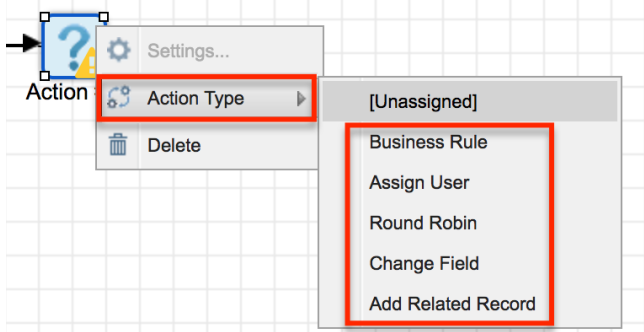 Settings...
Action
Action Type
Delete
[Unassigned]
Business Rule
Assign User
Round Robin
Change Field
Add Related Record